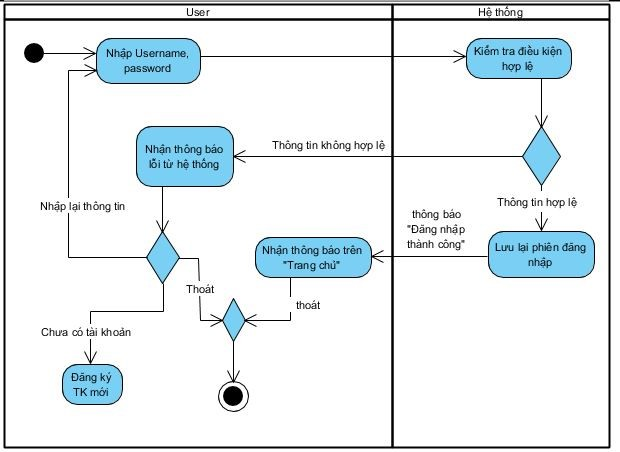 User
Hệ thống
Nhập Username,
password
Kiểm tra điều kiện
hợp lệ
Nhận thông báo
lỗi từ hệ thống
Thông tin không hợp lệ
Nhập lại thông tin
Thông tin hợp lệ
thông báo
"Đăng nhập
thành công"
Nhận thông báo trên
"Trang chủ"
Lưu lại phiên đăng
nhập
Thoát
thoát
Chưa có tài khoản
Đăng ký
TK mới